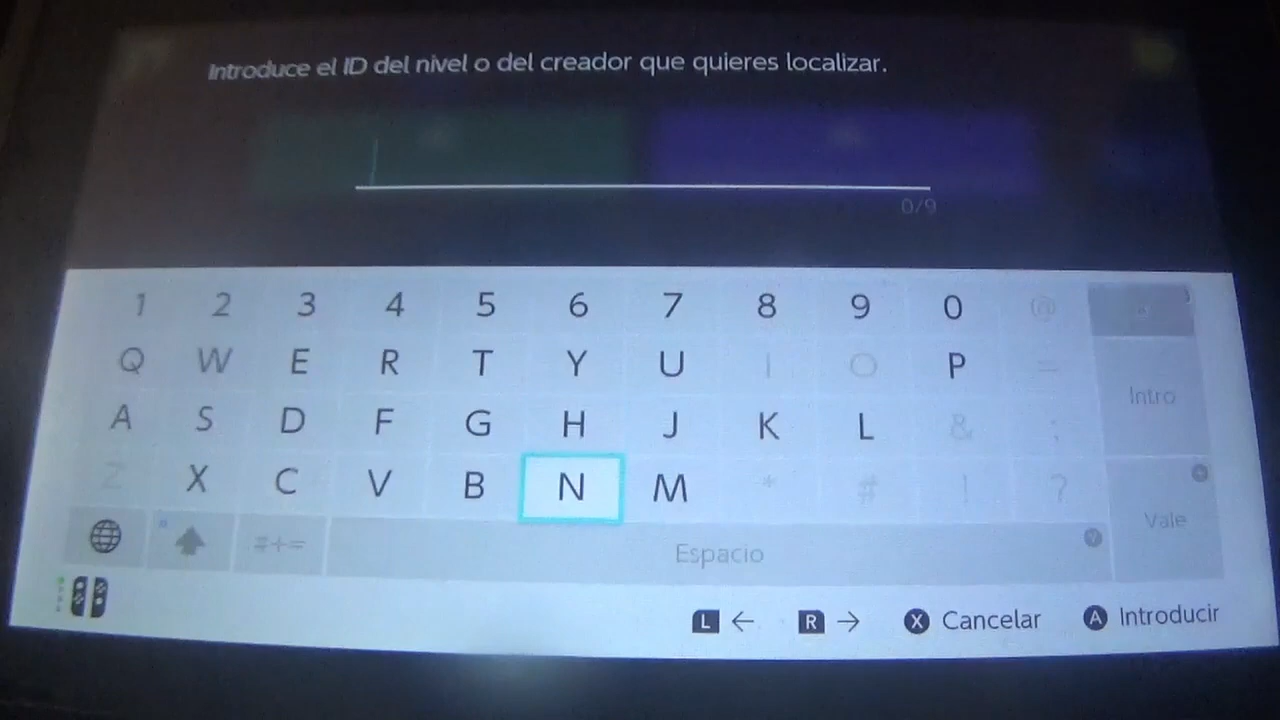 Introduce el ID del nivel o del creador que quieres localizar.
0/9
1 2 3 4 5 6 7 8 9 0 @
Q W E R T Y U I O P =
Intro
A S D F G H J K L & ;
Z X C V B N M * # ! ?
Vale
#+=
Espacio
Y
L ← R → X Cancelar A Introducir